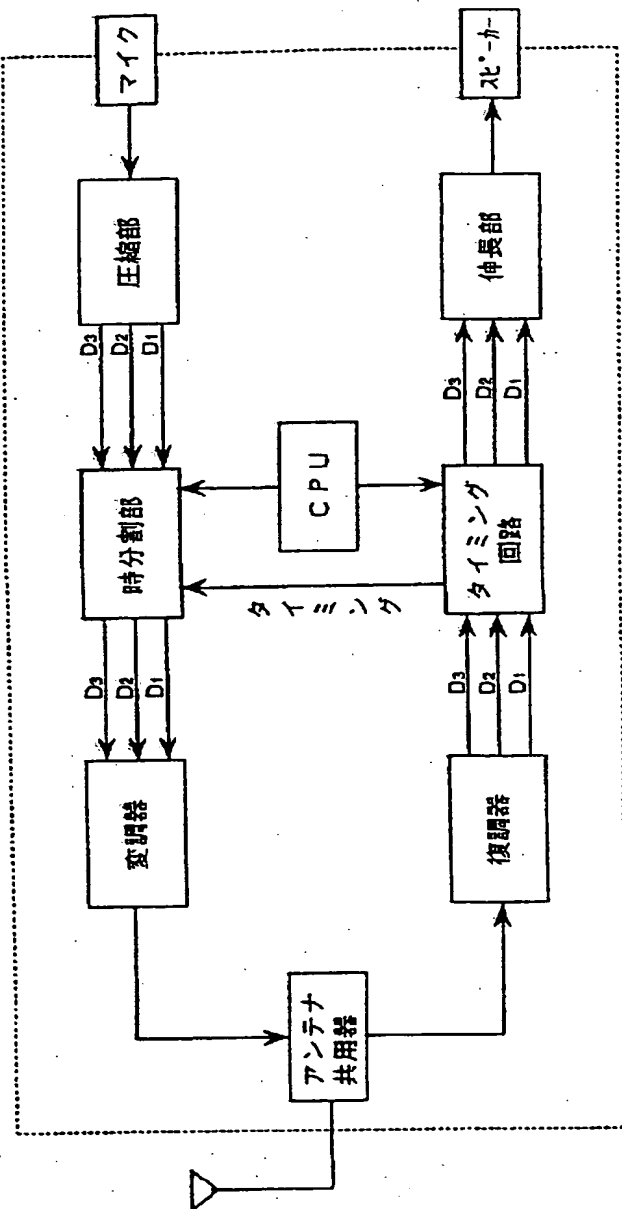 マイク
圧縮部
D3
D2
D1
時分割部
D3
D2
D1
変調器
アンテナ
共用器
CPU
タイミング
復調器
D3
D2
D1
タイミング
回路
D3
D2
D1
伸長部
スピーカー